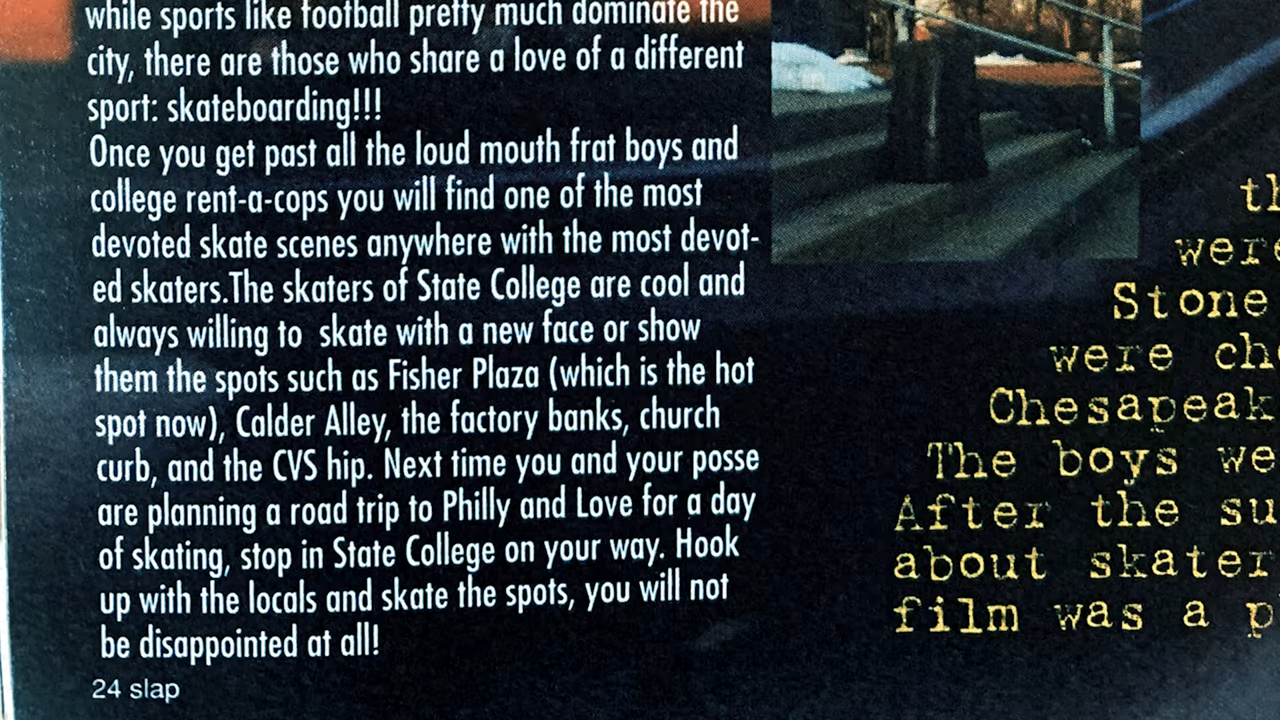 while sports like football pretty much dominate the
city, there are those who share a love of a different
sport: skateboarding!!!
Once you get past all the loud mouth frat boys and
college rent-a-cops you will find one of the most
devoted skate scenes anywhere with the most devot-
ed skaters.The skaters of State College are cool and
always willing to  skate with a new face or show
them the spots such as Fisher Plaza (which is the hot
spot now), Calder Alley, the factory banks, church
curb, and the CVS hip. Next time you and your posse
are planning a road trip to Philly and Love for a day
of skating, stop in State College on your way. Hook
up with the locals and skate the spots, you will not
be disappointed at all!
24 slap
were
Stone
were
The boys
After the
about
film was a